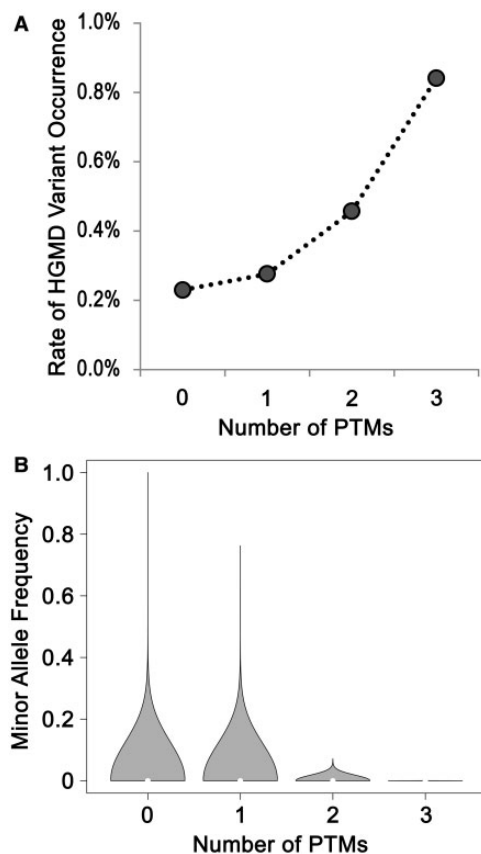 A
Rate of HGMD Variant Occurrence
1.0%
0.8%
0.6%
0.4%
0.2%
0.0%
0 1 2 3
Number of PTMs
B
Minor Allele Frequency
1.0
0.8
0.6
0.4
0.2
0
0 1 2 3
Number of PTMs